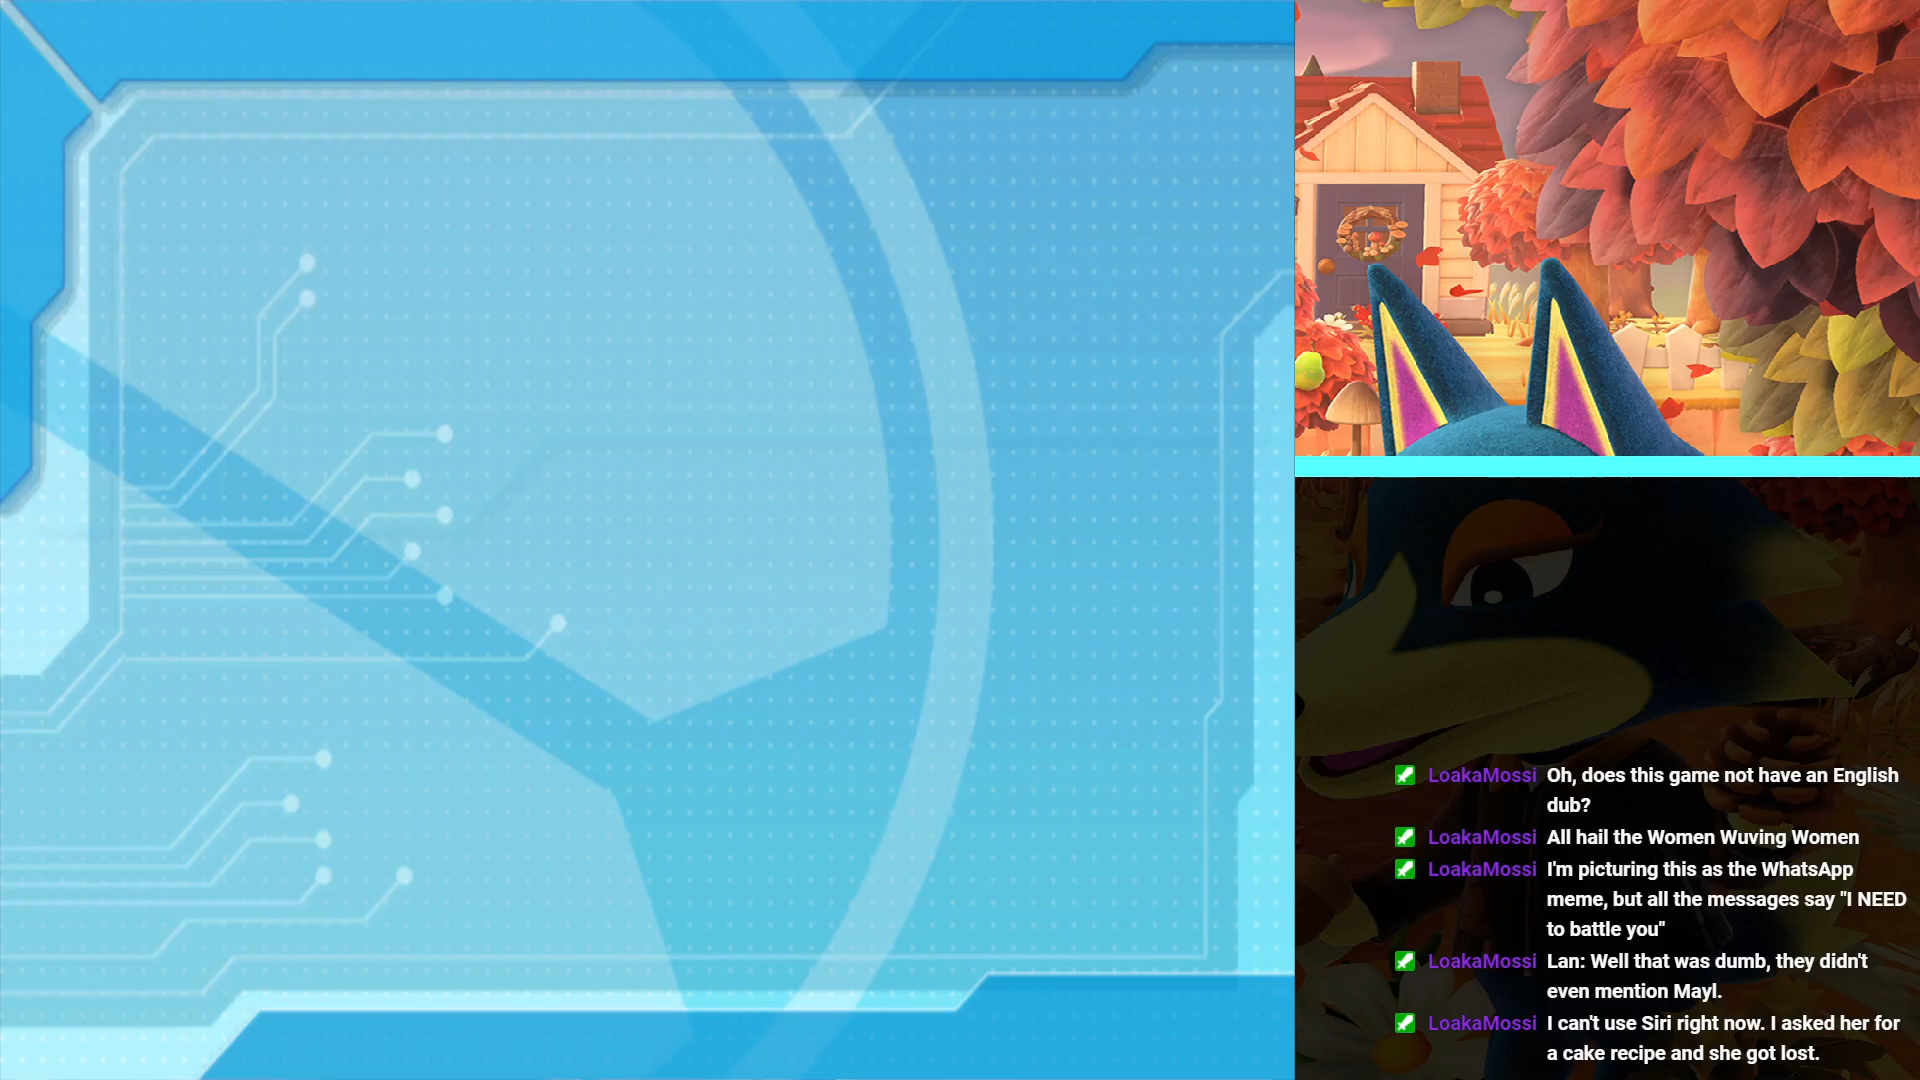 LoakaMossi Oh, does this game not have an English
dub?
LoakaMossi All hail the Women Wuving Women
LoakaMossi I'm picturing this as the WhatsApp
meme, but all the messages say "I NEED
to battle you"
LoakaMossi Lan: Well that was dumb, they didn't
even mention Mayl.
LoakaMossi I can't use Siri right now. I asked her for
a cake recipe and she got lost.